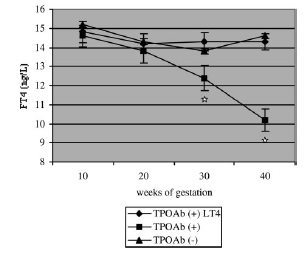 16
15
14
13
12
11
10
9
8
FT4 (ng/L)
10 20 30 40
weeks of gestation
TPOAb (+) LT4
TPOAb (+)
TPOAb (-)